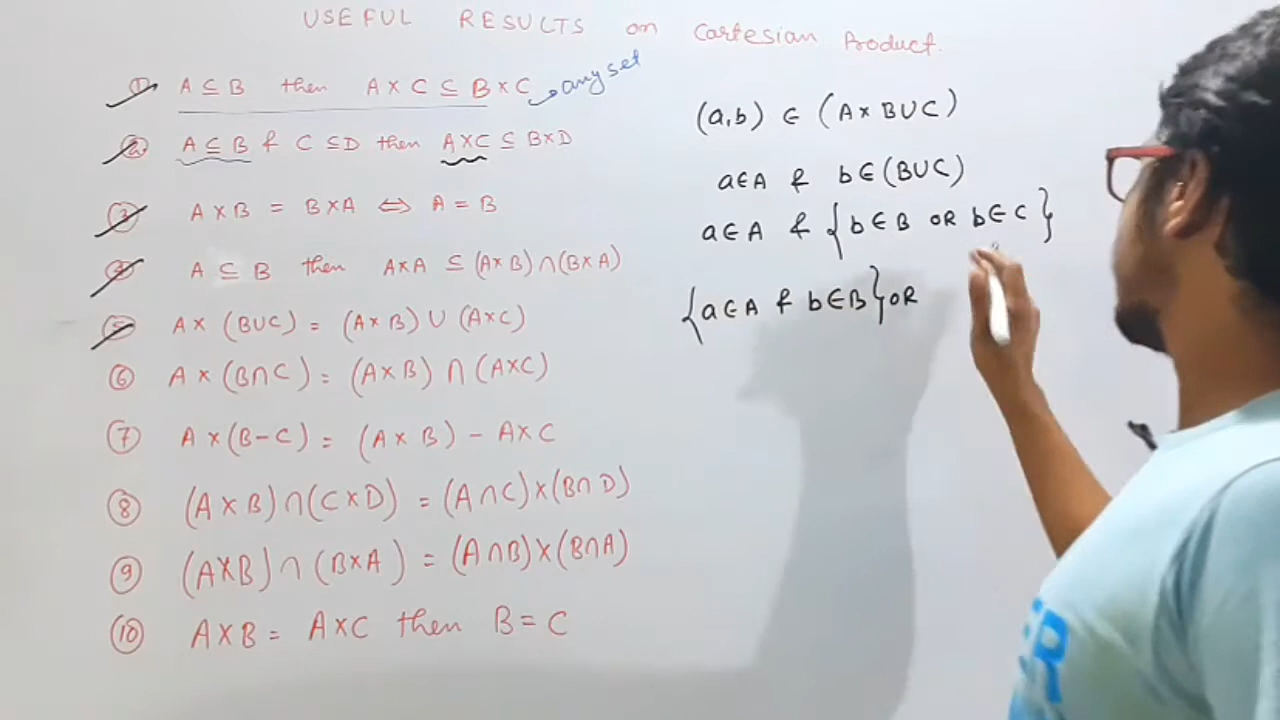 USEFUL RESULTS on Cartesian Product.
① A ⊆ B then A × C ⊆ B × C any set
② A ⊆ B & C ⊆ D then A×C ⊆ B×D
③ A × B = B × A ⇔ A = B
④ A ⊆ B then A×A ⊆ (A×B) ∩ (B×A)
⑤ A × (B∪C) = (A×B) ∪ (A×C)
⑥ A × (B∩C) = (A×B) ∩ (A×C)
⑦ A × (B-C) = (A × B) - A×C
⑧ (A × B) ∩ (C × D) = (A∩C) × (B∩D)
⑨ (A×B) ∩ (B×A) = (A∩B) × (B∩A)
⑩ A×B = A×C then B = C
(a,b) ∈ (A × B∪C)
a∈A & b∈(B∪C)
a∈A & {b∈B OR b∈C}
{a∈A & b∈B} OR